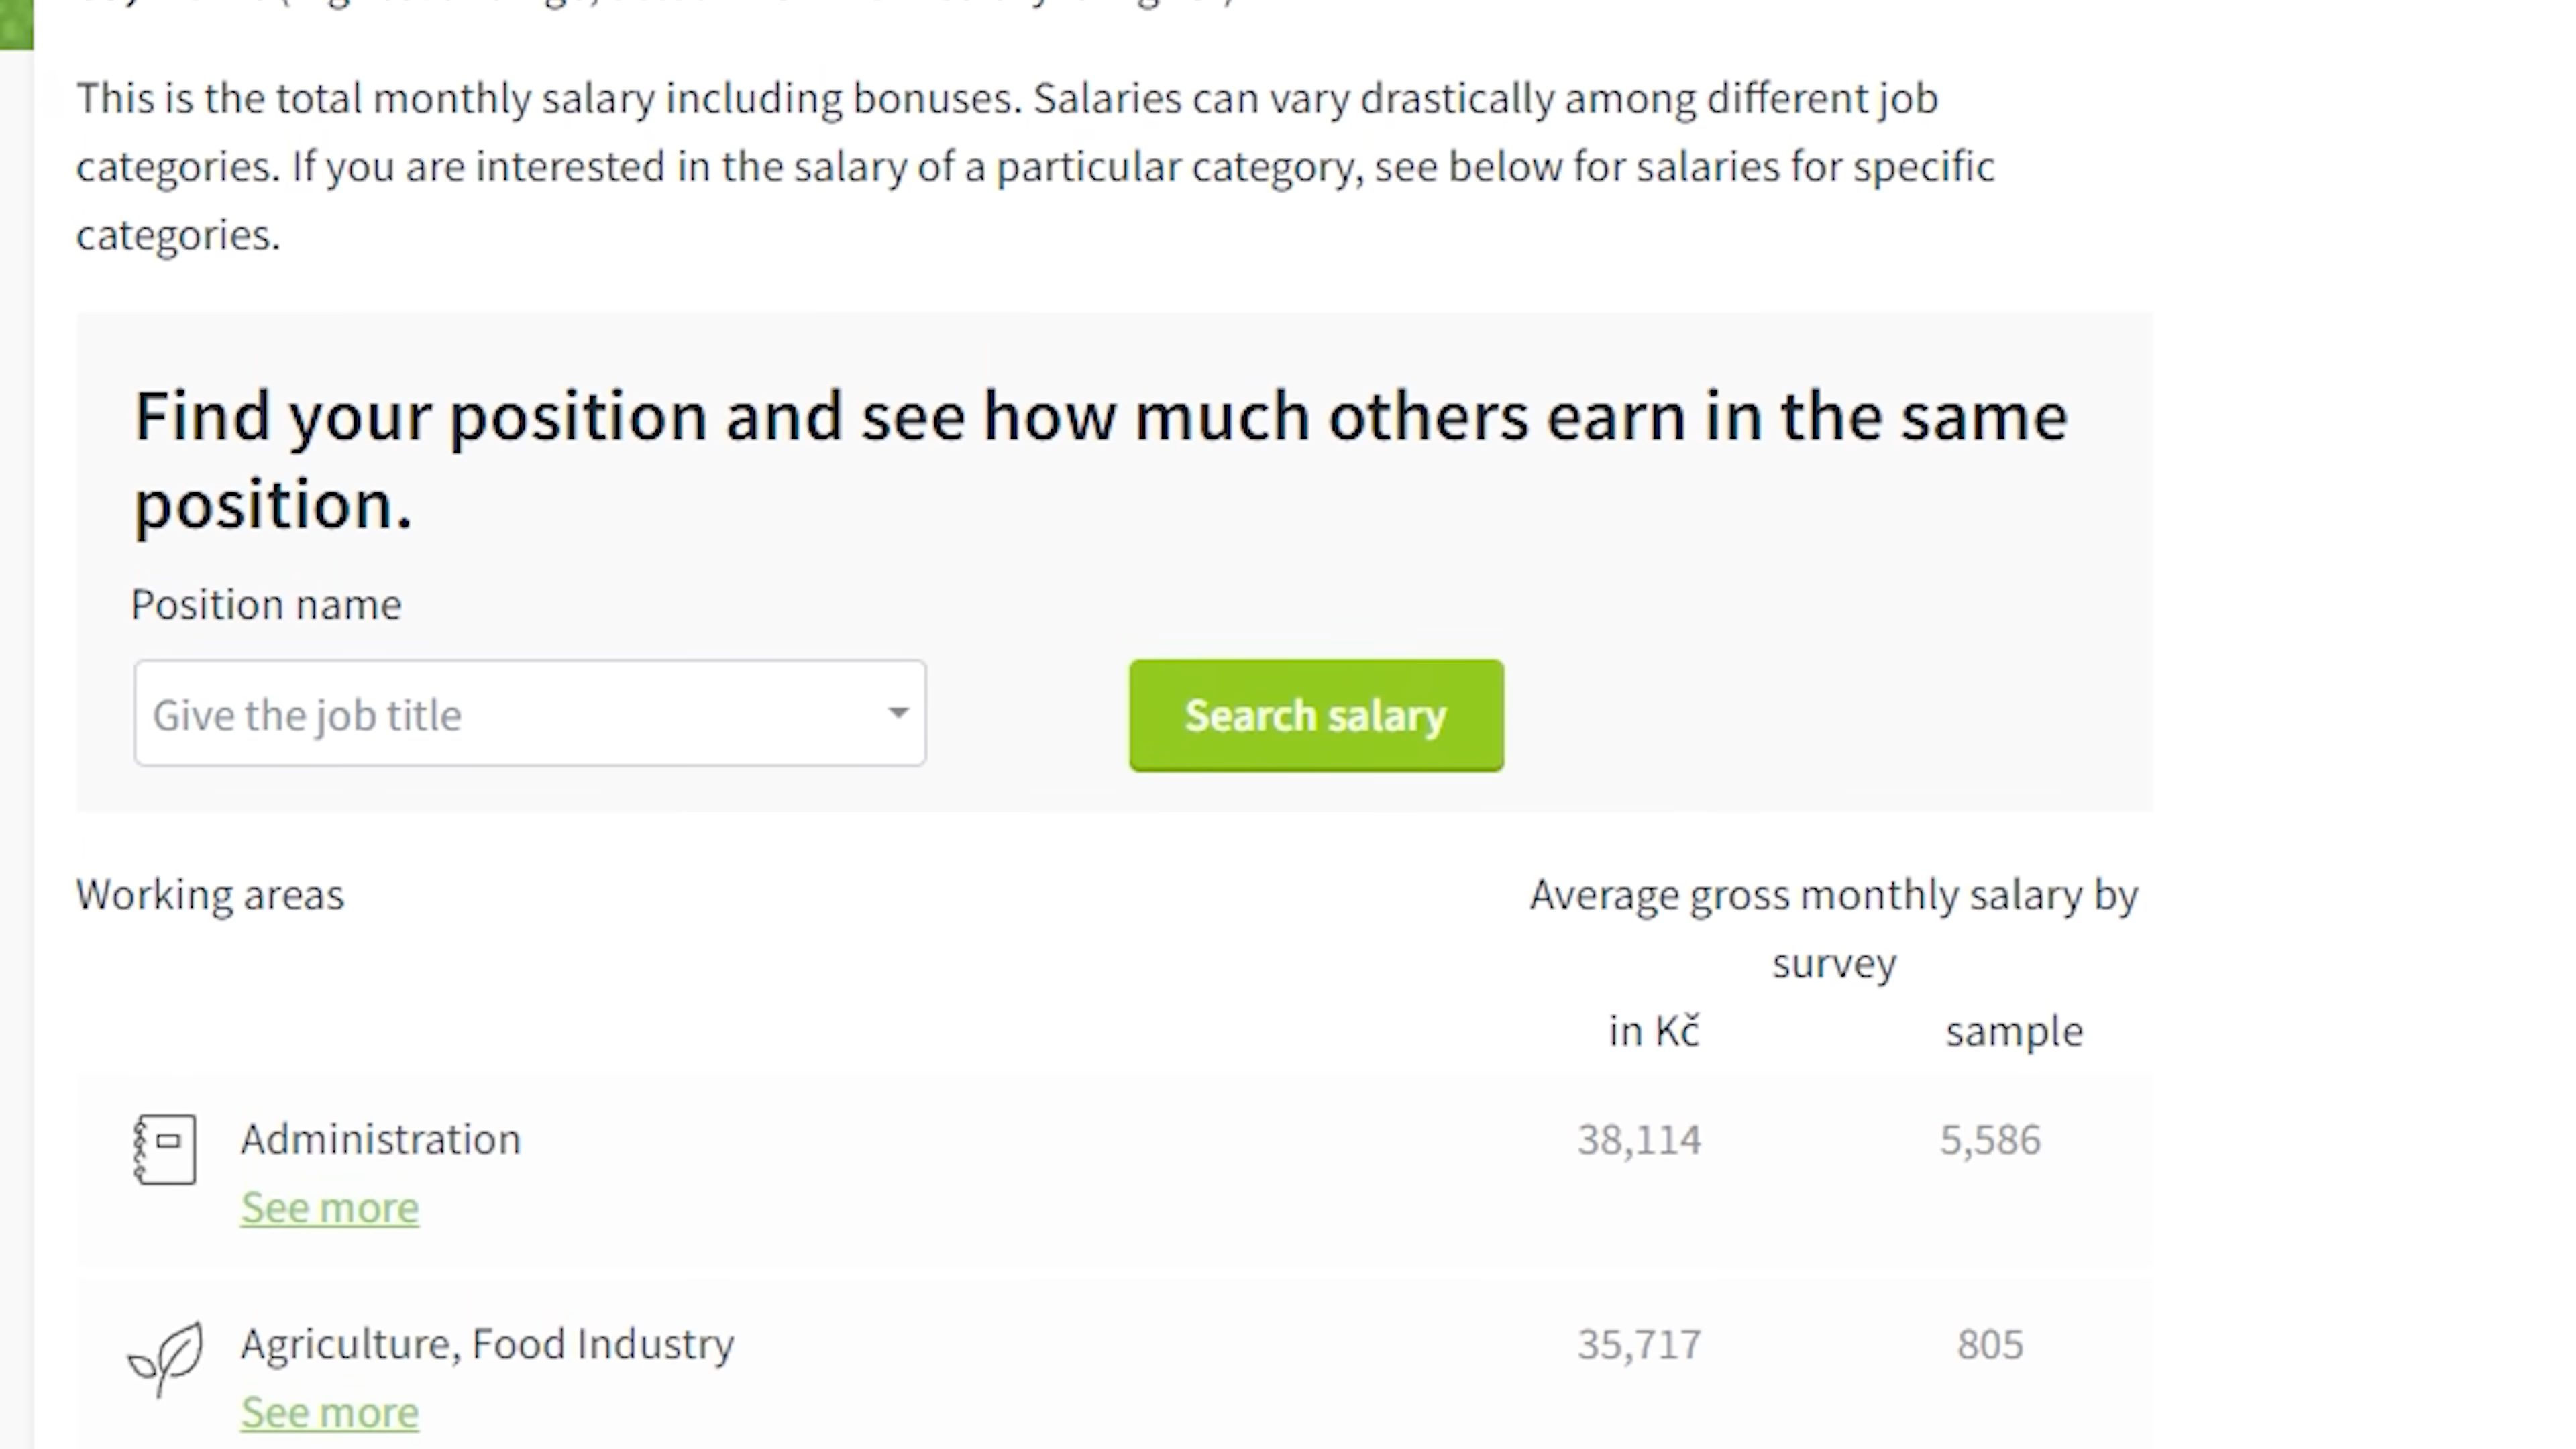 This is the total monthly salary including bonuses. Salaries can vary drastically among different job
categories. If you are interested in the salary of a particular category, see below for salaries for specific
categories.
Find your position and see how much others earn in the same
position.
Position name
Give the job title
Search salary
Working areas
Average gross monthly salary by
survey
in Kč sample
Administration 38,114 5,586
See more
Agriculture, Food Industry 35,717 805
See more